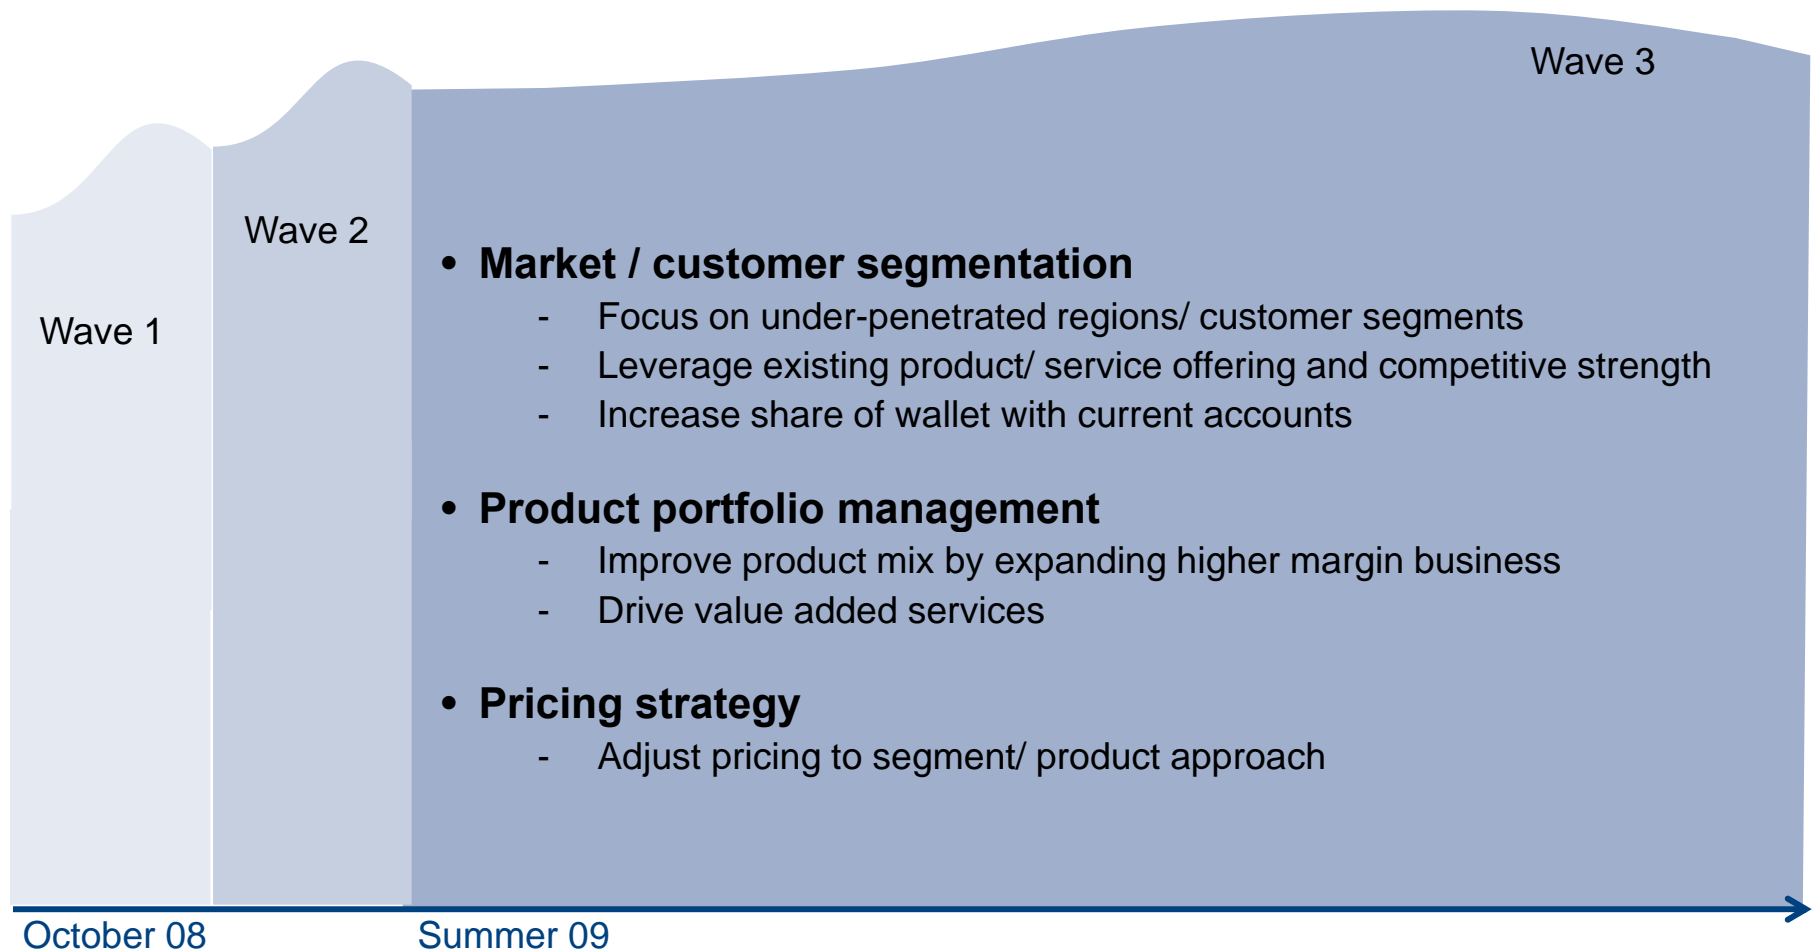 Wave 3
Wave 2
Wave 1
• Market / customer segmentation
- Focus on under-penetrated regions/ customer segments
- Leverage existing product/ service offering and competitive strength
- Increase share of wallet with current accounts
• Product portfolio management
- Improve product mix by expanding higher margin business
- Drive value added services
• Pricing strategy
- Adjust pricing to segment/ product approach
October 08
Summer 09